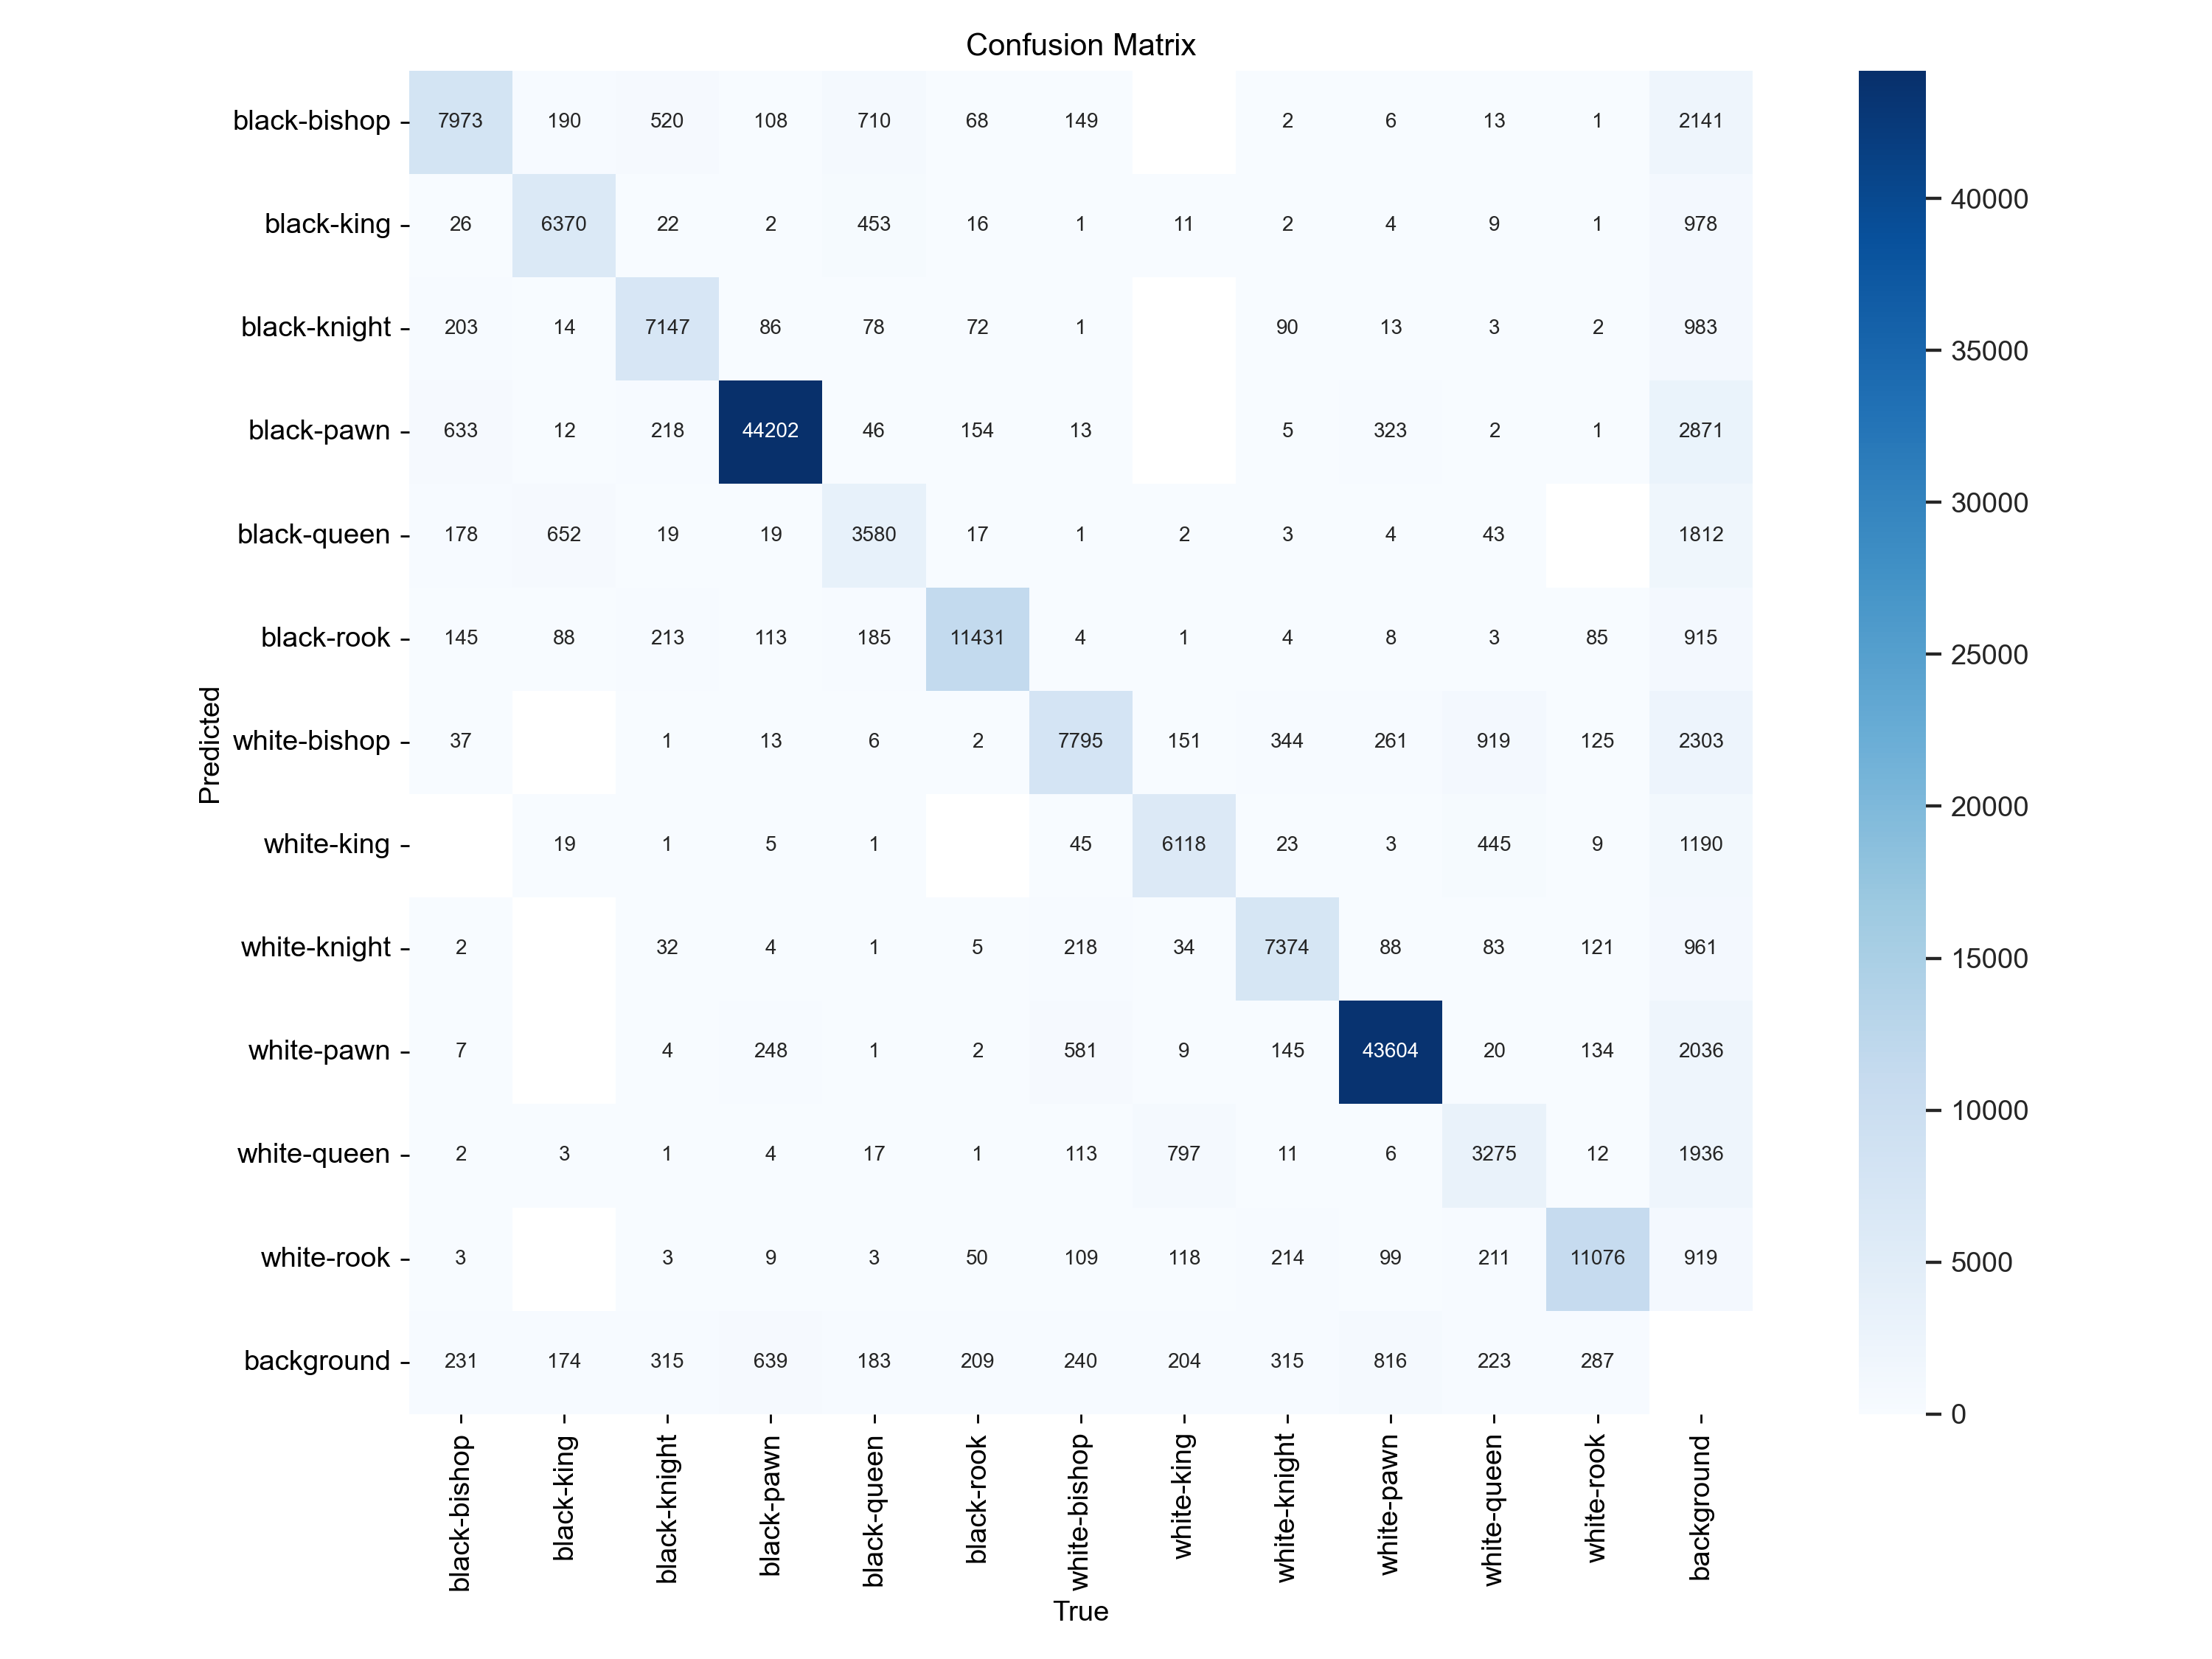 Confusion Matrix
black-bishop 7973 190 520 108 710 68 149 2 6 13 1 2141
black-king 26 6370 22 2 453 16 1 11 2 4 9 1 978
black-knight 203 14 7147 86 78 72 1 90 13 3 2 983
black-pawn 633 12 218 44202 46 154 13 5 323 2 1 2871
black-queen 178 652 19 19 3580 17 1 2 3 4 43 1812
black-rook 145 88 213 113 185 11431 4 1 4 8 3 85 915
white-bishop 37 1 13 6 2 7795 151 344 261 919 125 2303
white-king 19 1 5 1 45 6118 23 3 445 9 1190
white-knight 2 32 4 1 5 218 34 7374 88 83 121 961
white-pawn 7 4 248 1 2 581 9 145 43604 20 134 2036
white-queen 2 3 1 4 17 1 113 797 11 6 3275 12 1936
white-rook 3 3 9 3 50 109 118 214 99 211 11076 919
background 231 174 315 639 183 209 240 204 315 816 223 287
Predicted
black-bishop black-king black-knight black-pawn black-queen black-rook white-bishop white-king white-knight white-pawn white-queen white-rook background
True
40000
35000
30000
25000
20000
15000
10000
5000
0